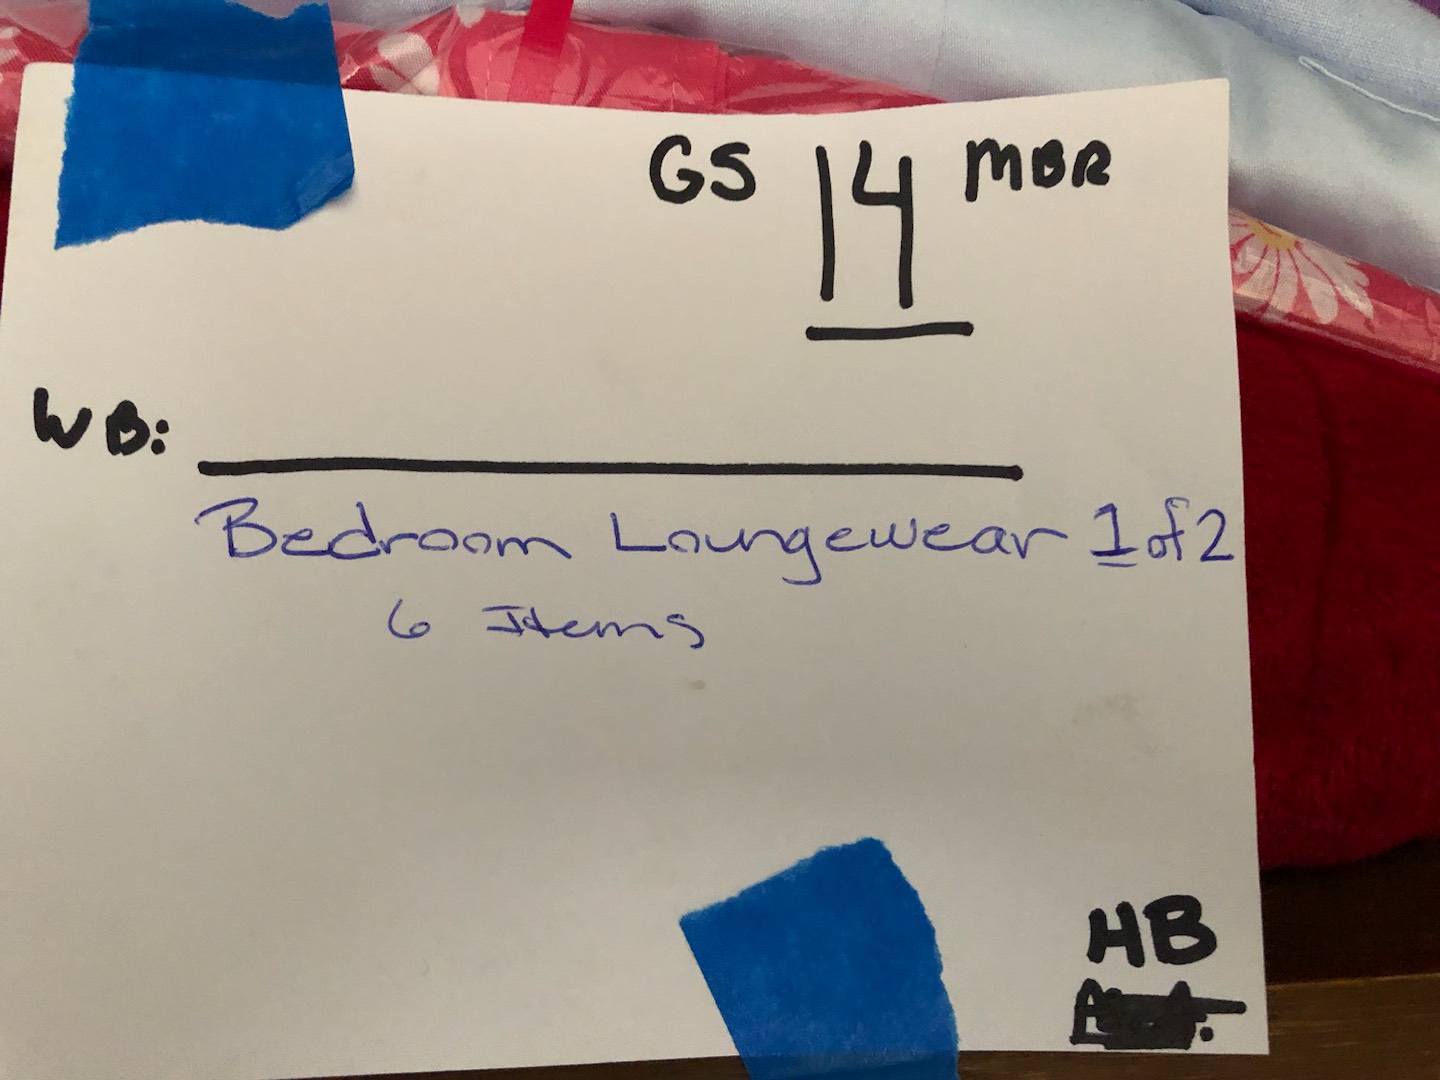 GS 14 MBR
WB:
Bedroom Loungewear 1 of 2
6 Items
HB